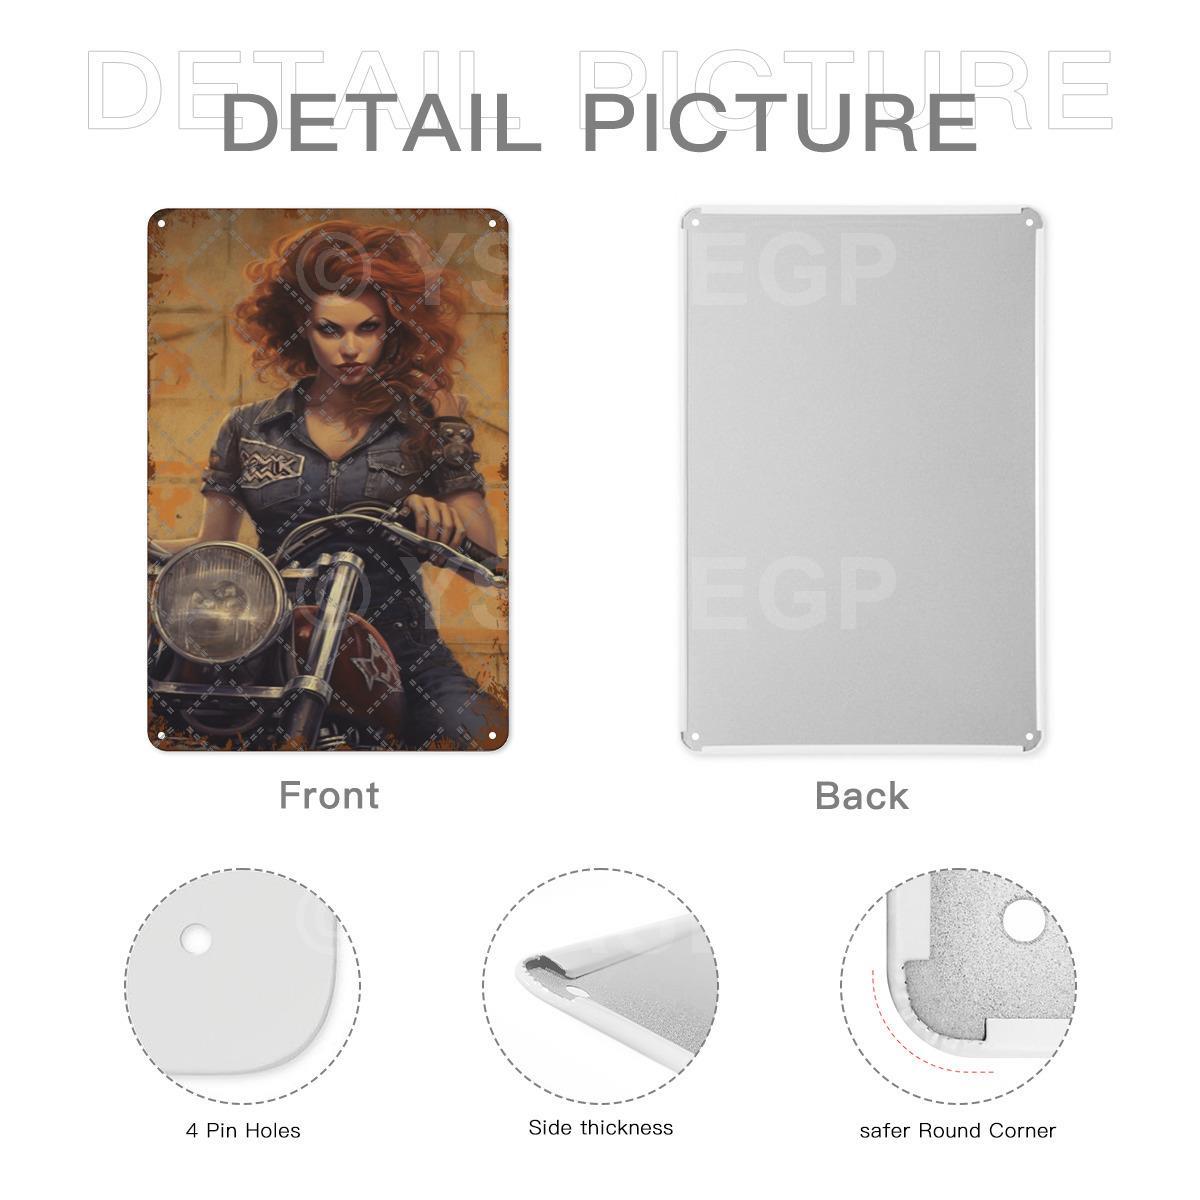 DETAIL PICTURE
DETAIL PICTURE
Front
Back
4 Pin Holes
Side thickness
safer Round Corner